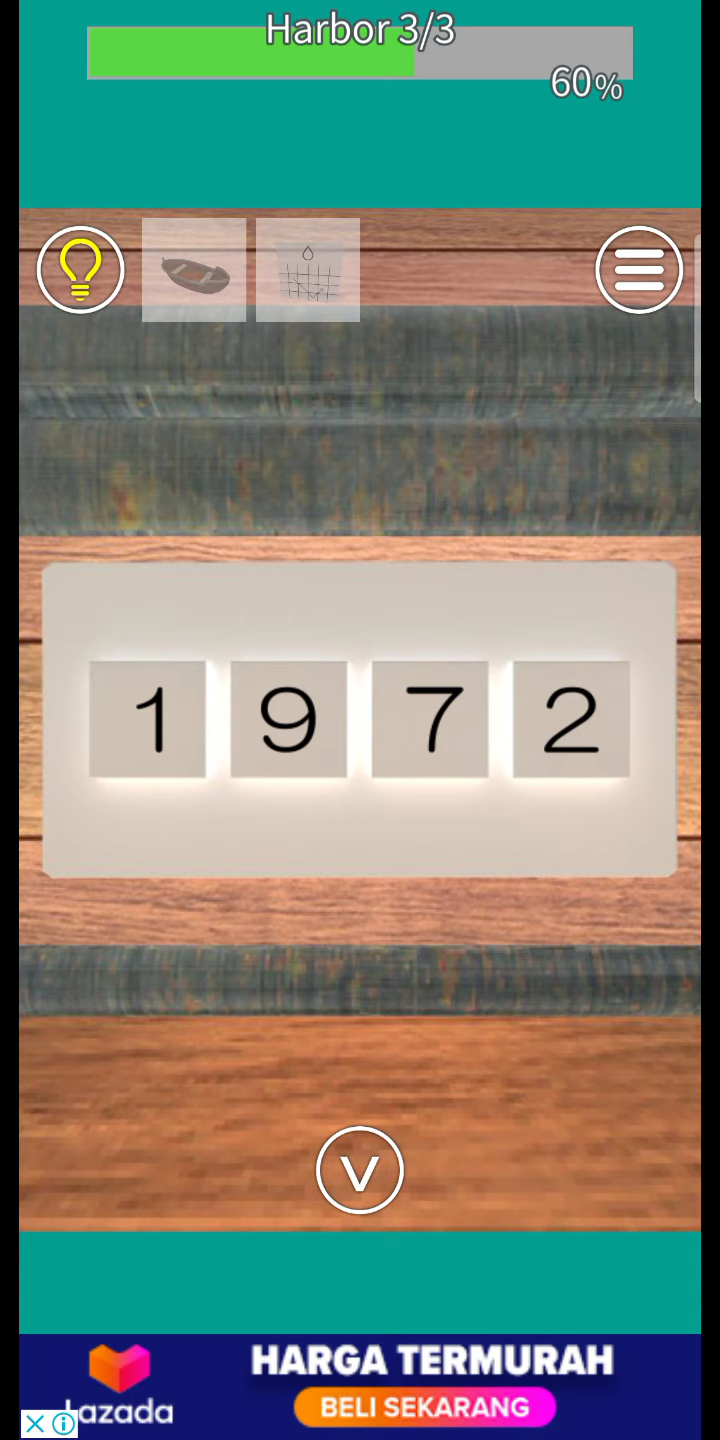 Harbor 3/3
60%
1 9 7 2
V
HARGA TERMURAH
Lazada
BELI SEKARANG